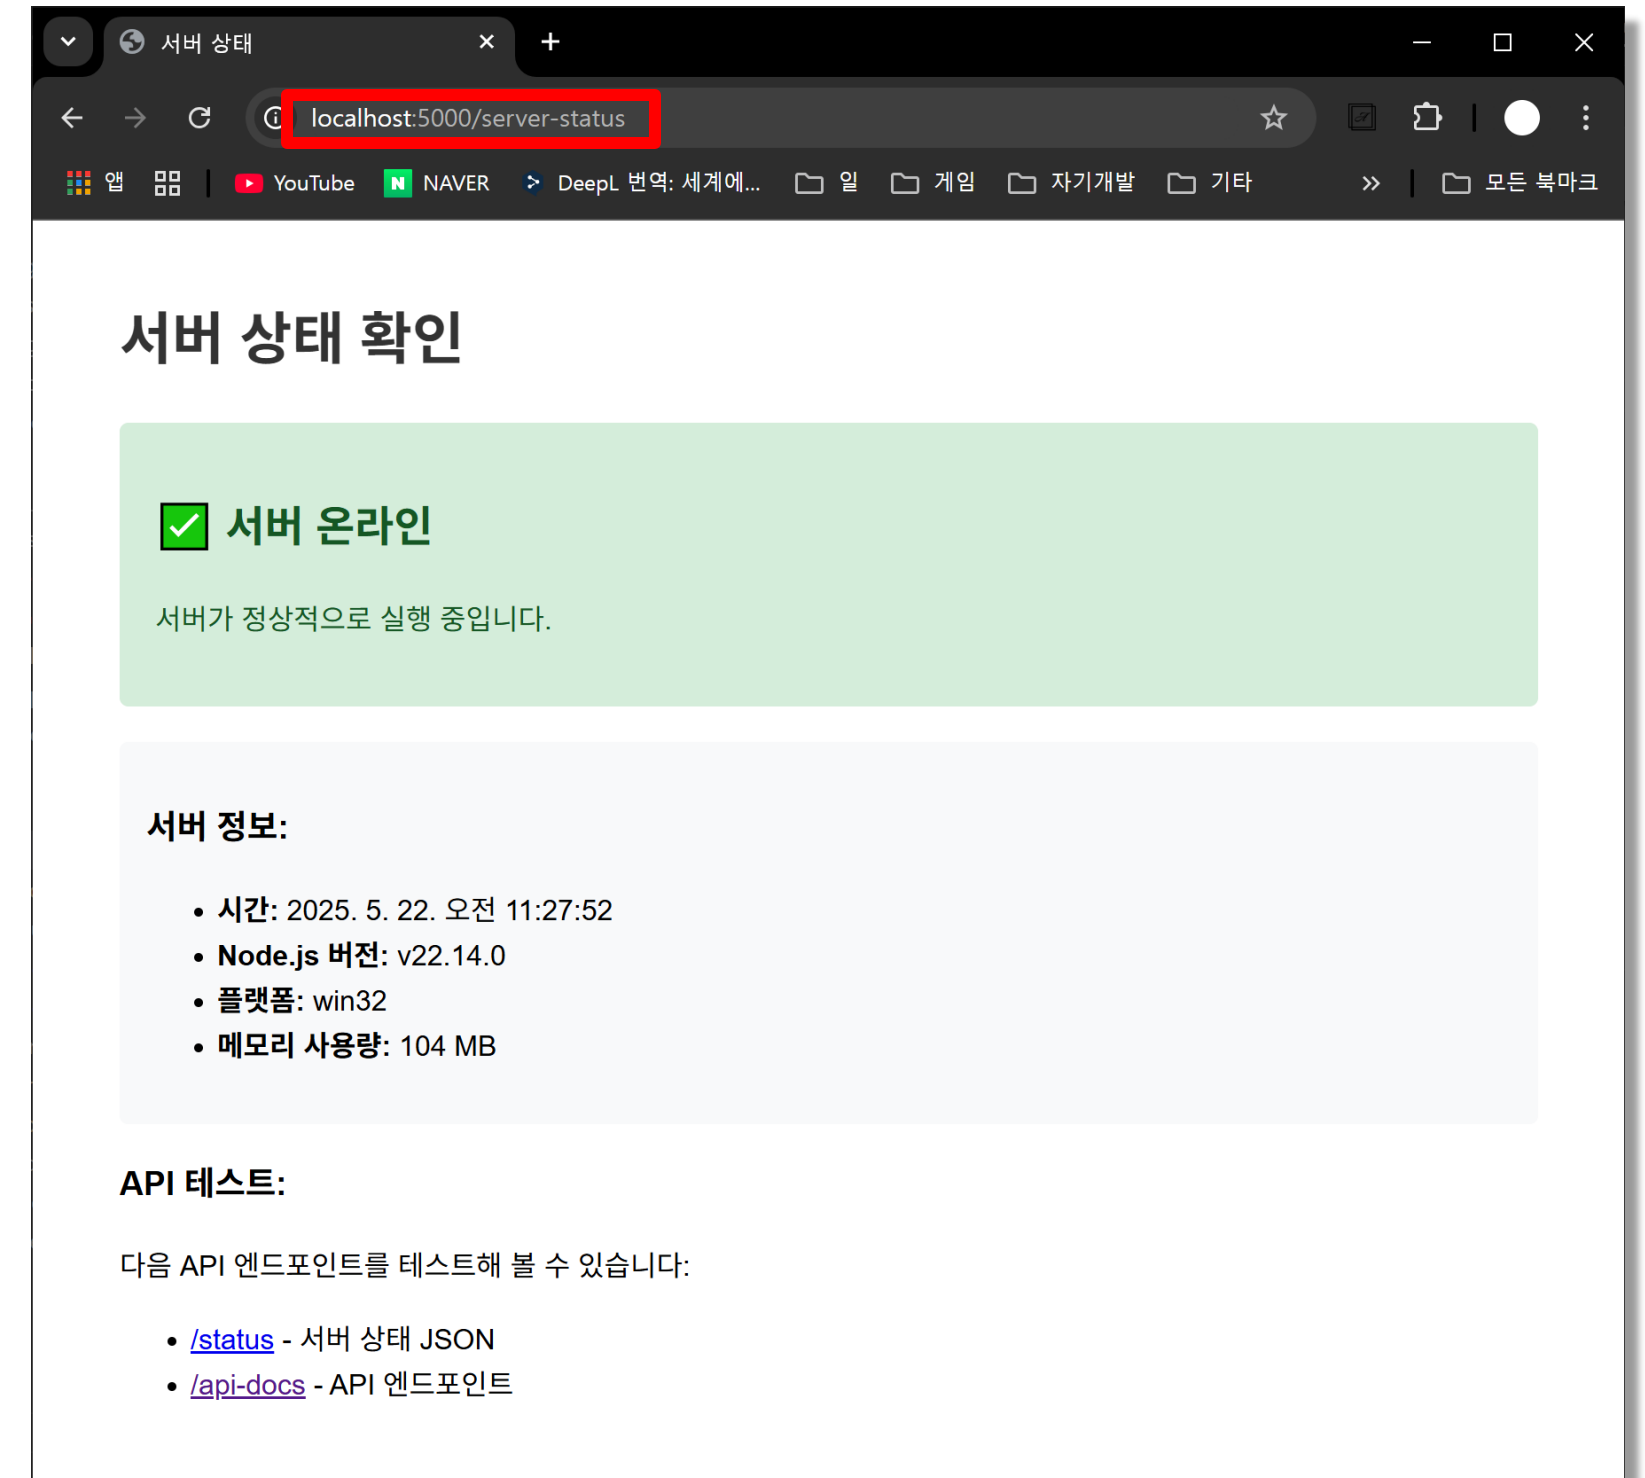 서버 상태
localhost:5000/server-status
앱 YouTube NAVER DeepL 번역: 세계에... 일 게임 자기개발 기타 모든 북마크
서버 상태 확인
서버 온라인
서버가 정상적으로 실행 중입니다.
서버 정보:
시간: 2025. 5. 22. 오전 11:27:52
Node.js 버전: v22.14.0
플랫폼: win32
메모리 사용량: 104 MB
API 테스트:
다음 API 엔드포인트를 테스트해 볼 수 있습니다:
/status - 서버 상태 JSON
/api-docs - API 엔드포인트